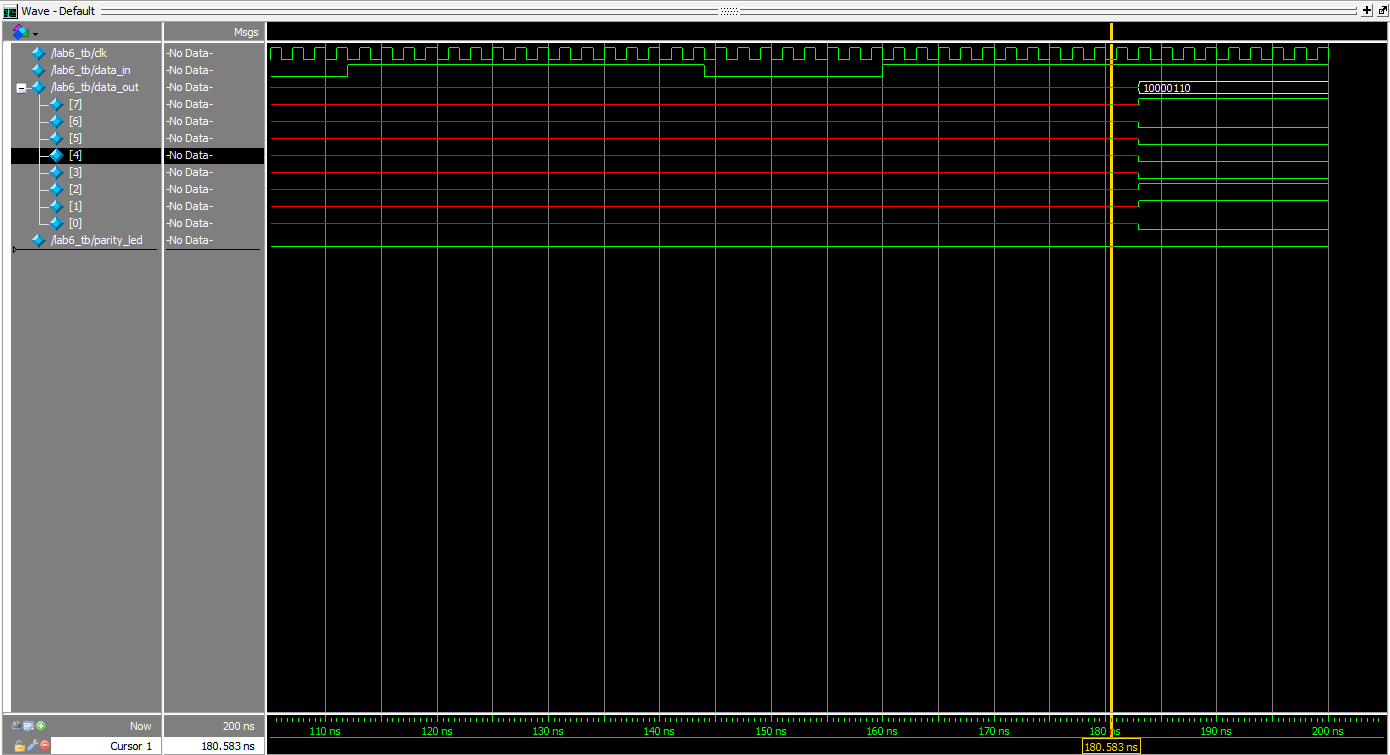 Wave - Default
Msgs
/lab6_tb/clk -No Data-
/lab6_tb/data_in -No Data-
/lab6_tb/data_out -No Data- 10000110
[7] -No Data-
[6] -No Data-
[5] -No Data-
[4] -No Data-
[3] -No Data-
[2] -No Data-
[1] -No Data-
[0] -No Data-
/lab6_tb/parity_led -No Data-
Now 200 ns 110 ns 120 ns 130 ns 140 ns 150 ns 160 ns 170 ns 180 ns 190 ns 200 ns
Cursor 1 180.583 ns 180.583 ns